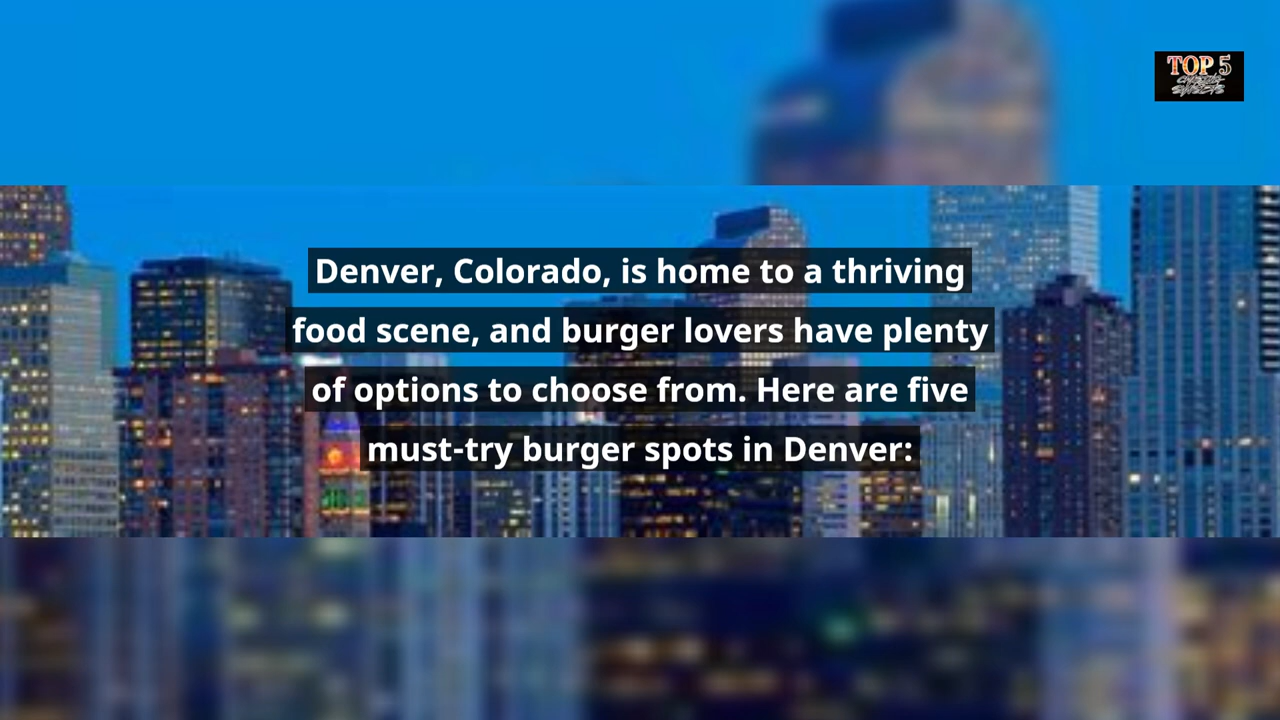 TOP 5
Denver, Colorado, is home to a thriving
food scene, and burger lovers have plenty
of options to choose from. Here are five
must-try burger spots in Denver: